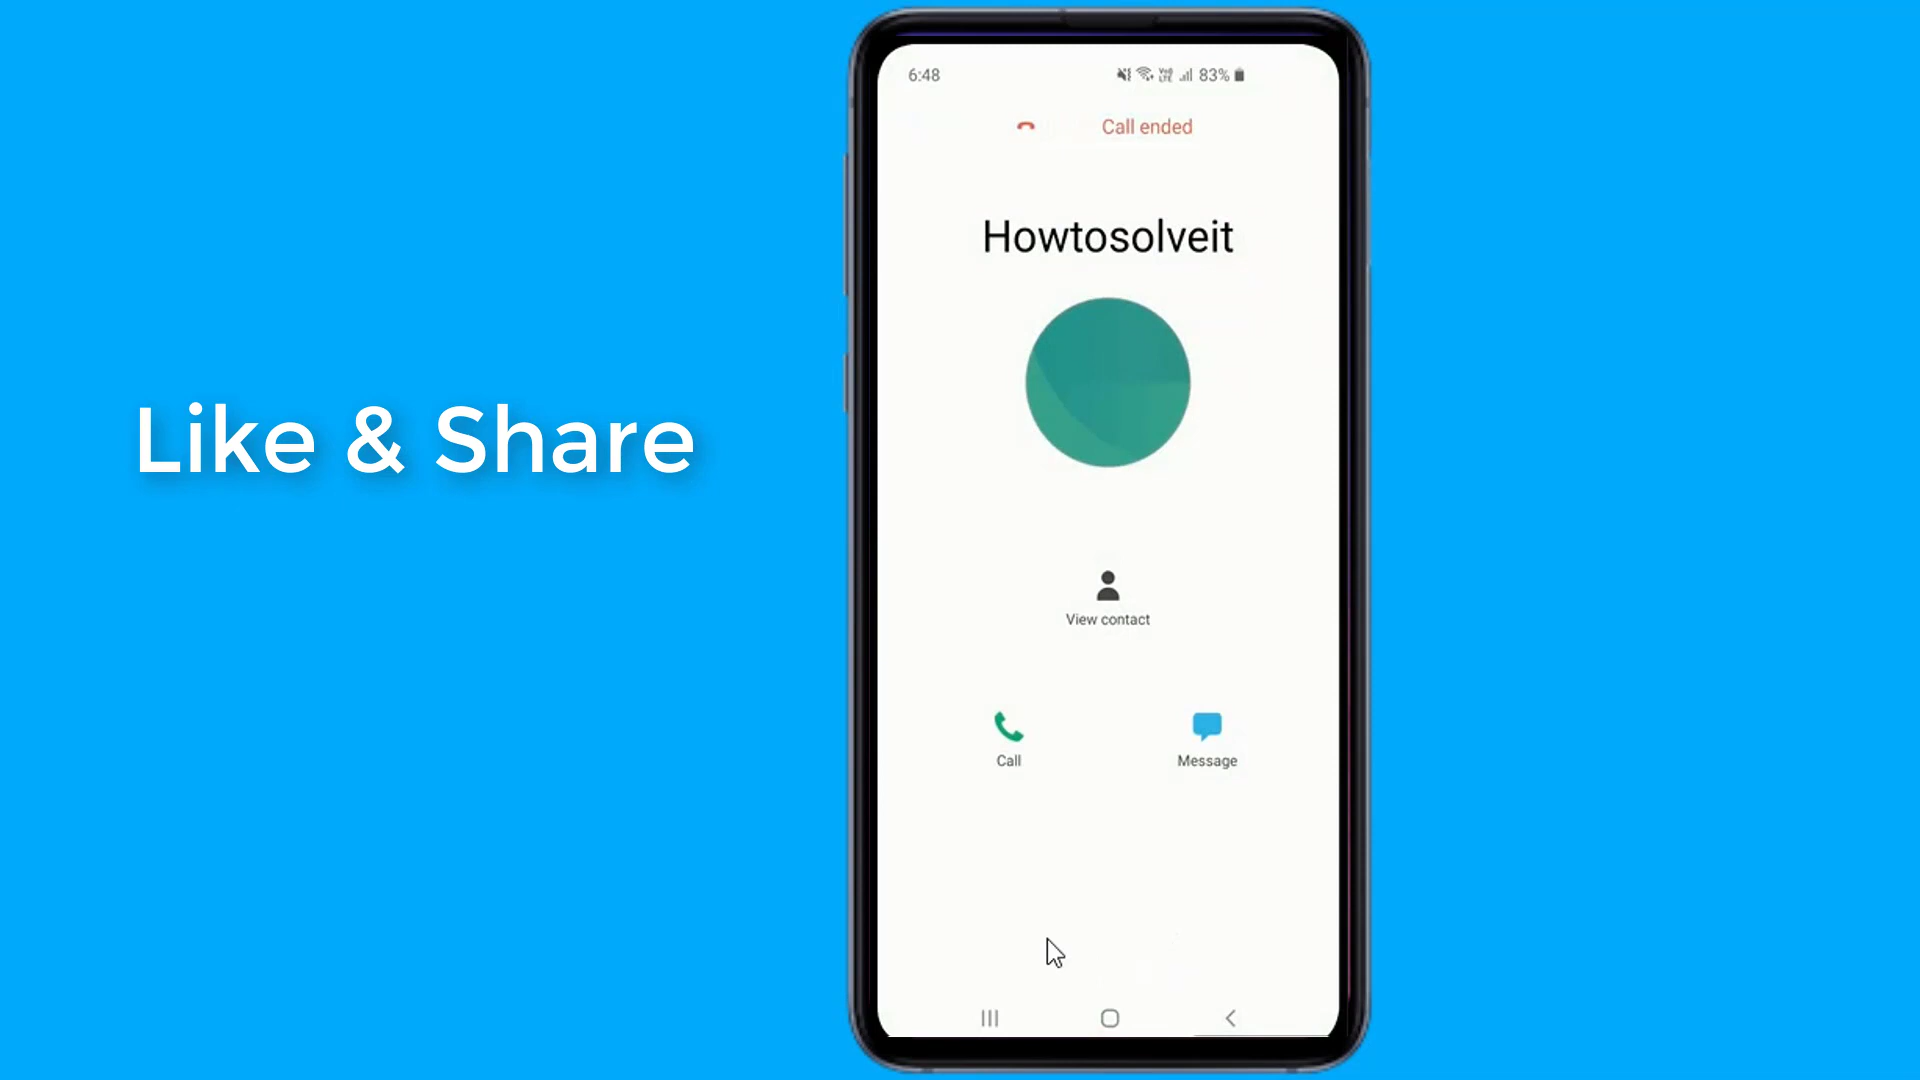 Like & Share
6:48
83%
Call ended
Howtosolveit
View contact
Call
Message